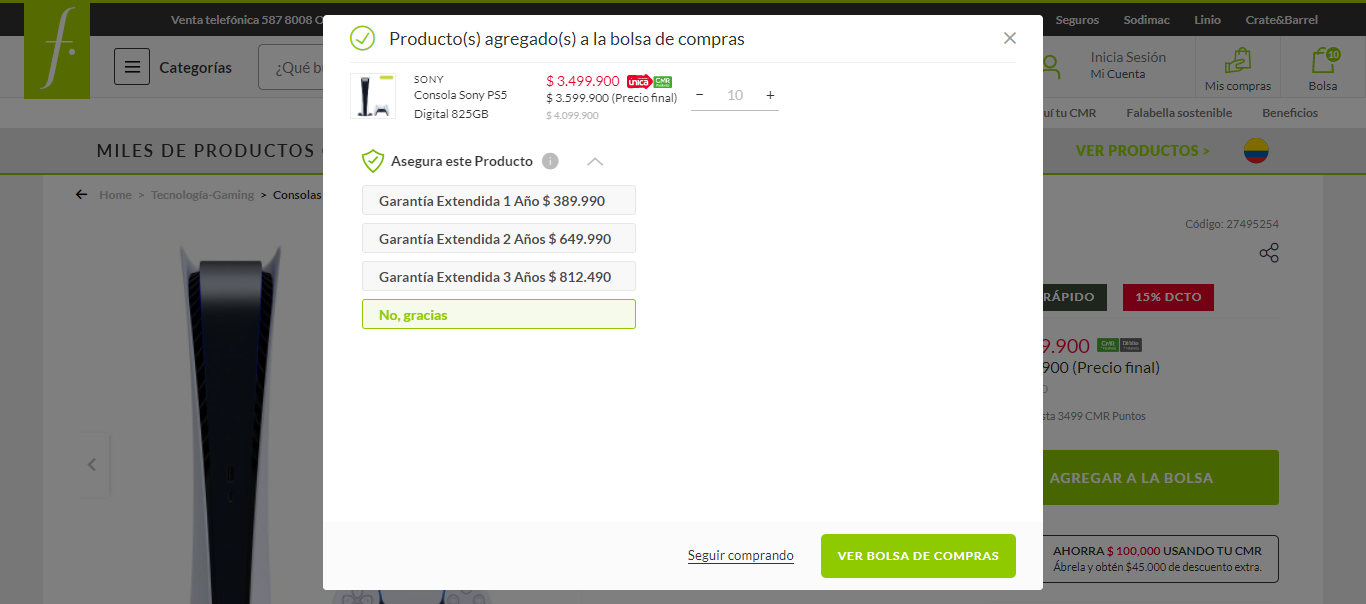 Venta telefónica 587 8008
Seguros
Sodimac
Linio
Crate&Barrel
f.
Categorías
¿Qué bu
Inicia Sesión
Mi Cuenta
Mis compras
10
Bolsa
tu CMR
Falabella sostenible
Beneficios
MILES DE PRODUCTOS
VER PRODUCTOS >
Home > Tecnología-Gaming > Consolas
Producto(s) agregado(s) a la bolsa de compras
SONY
Consola Sony PS5
Digital 825GB
$ 3.499.900 única CMR
$ 3.599.900 (Precio final)
$ 4.099.900
− 10 +
Asegura este Producto i
Garantía Extendida 1 Año $ 389.990
Garantía Extendida 2 Años $ 649.990
Garantía Extendida 3 Años $ 812.490
No, gracias
Seguir comprando
VER BOLSA DE COMPRAS
Código: 27495254
RÁPIDO
15% DCTO
9.900 CMR
900 (Precio final)
sta 3499 CMR Puntos
AGREGAR A LA BOLSA
AHORRA $ 100,000 USANDO TU CMR
Ábrela y obtén $45.000 de descuento extra.